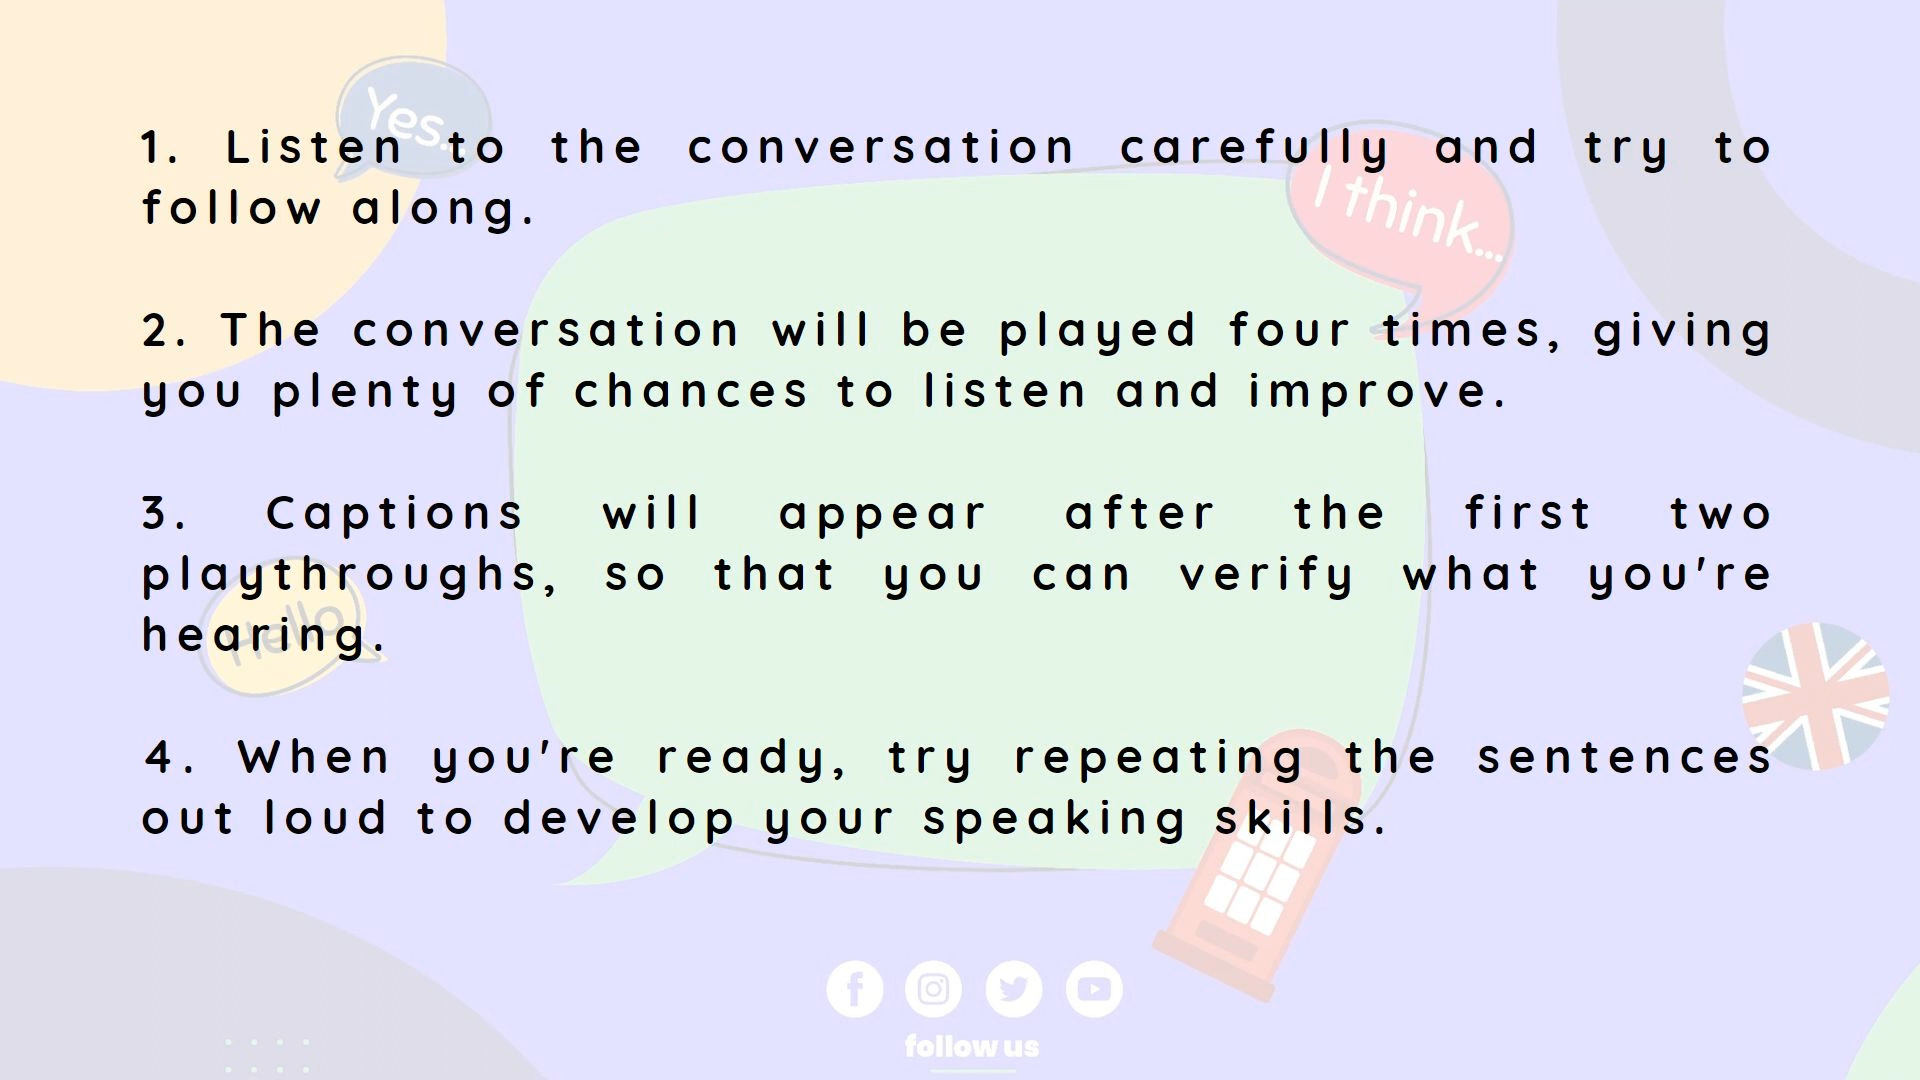 Yes...
1. Listen to the conversation carefully and try to
follow along.
I think...
2. The conversation will be played four times, giving
you plenty of chances to listen and improve.
3. Captions will appear after the first two
playthroughs, so that you can verify what you're
hearing.
Hello
4. When you're ready, try repeating the sentences
out loud to develop your speaking skills.
follow us